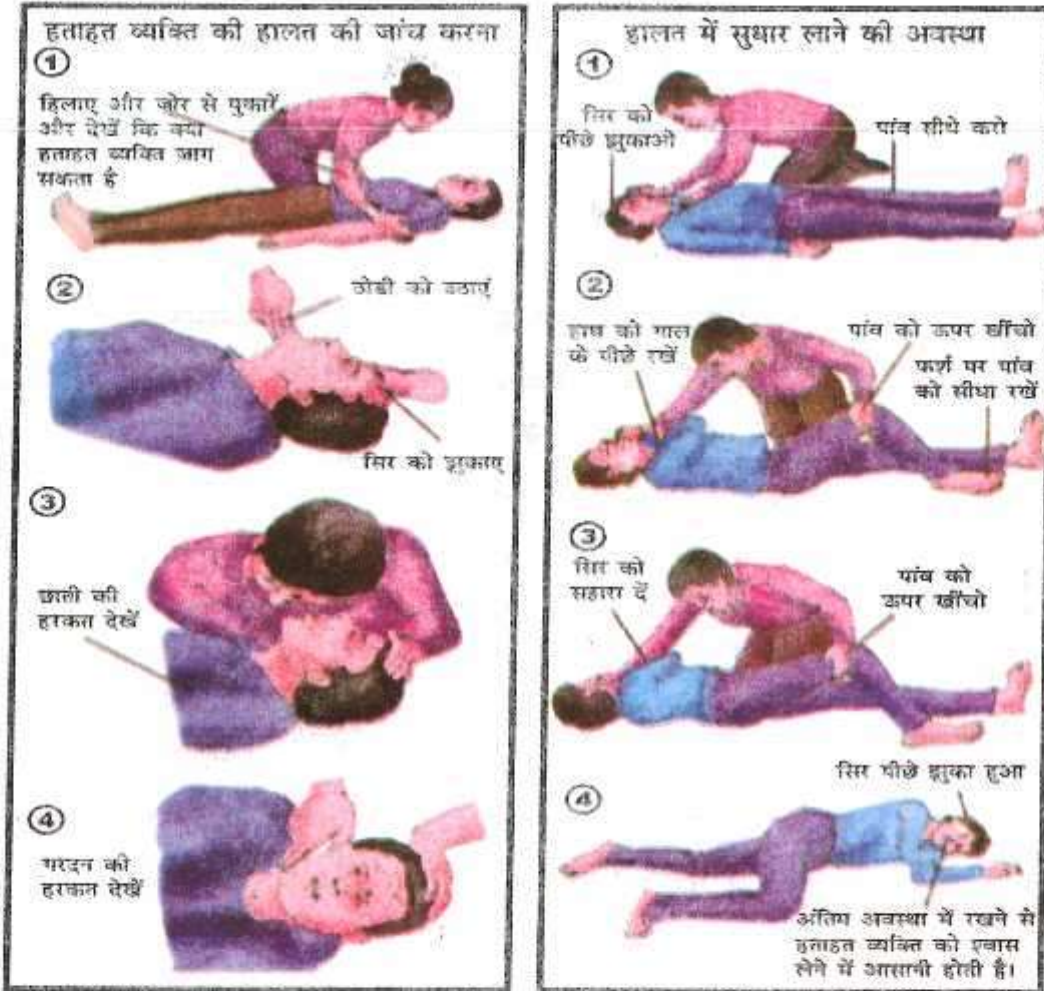 हताहत व्यक्ति की हालत की जांच करना
①
हिलाए और जोर से पुकारें
और देखें कि क्या
हताहत व्यक्ति जाग
सकता है
②
ठोडी को उठाएं
सिर को झुकाएं
③
छाती की
हरकत देखें
④
गरदन की
हरकत देखें
हालत में सुधार लाने की अवस्था
①
सिर को
पीछे झुकाओ
पांव सीधे करो
②
हाथ को गाल
के पीछे रखें
पांव को ऊपर खींचो
फर्श पर पांव
को सीधा रखें
③
सिर को
सहारा दें
पांव को
ऊपर खींचो
सिर पीछे झुका हुआ
④
अंतिम अवस्था में रखने से
हताहत व्यक्ति को श्वास
लेने में आसानी होती है।